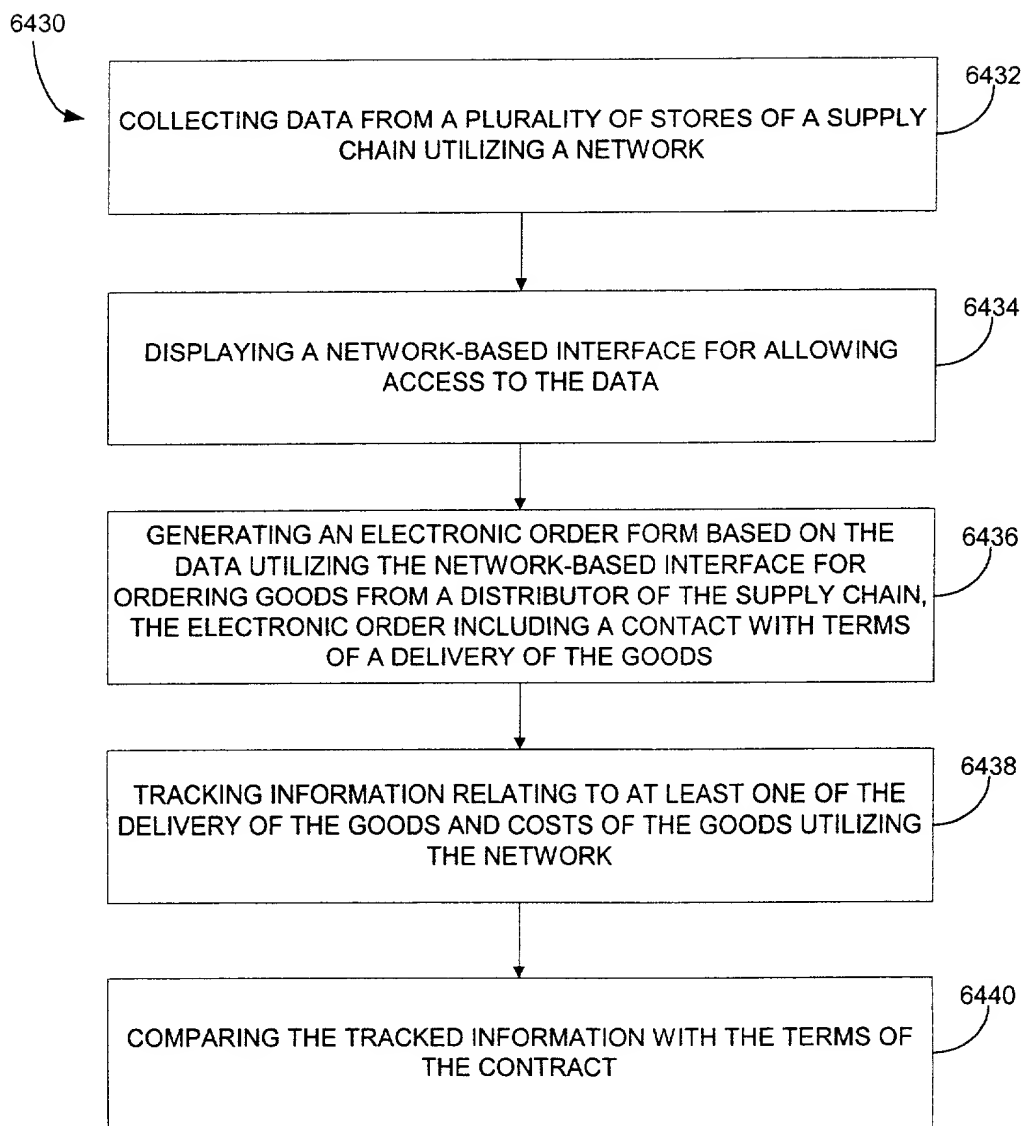 6430
6432
COLLECTING DATA FROM A PLURALITY OF STORES OF A SUPPLY
CHAIN UTILIZING A NETWORK
6434
DISPLAYING A NETWORK-BASED INTERFACE FOR ALLOWING
ACCESS TO THE DATA
6436
GENERATING AN ELECTRONIC ORDER FORM BASED ON THE
DATA UTILIZING THE NETWORK-BASED INTERFACE FOR
ORDERING GOODS FROM A DISTRIBUTOR OF THE SUPPLY CHAIN,
THE ELECTRONIC ORDER INCLUDING A CONTACT WITH TERMS
OF A DELIVERY OF THE GOODS
6438
TRACKING INFORMATION RELATING TO AT LEAST ONE OF THE
DELIVERY OF THE GOODS AND COSTS OF THE GOODS UTILIZING
THE NETWORK
6440
COMPARING THE TRACKED INFORMATION WITH THE TERMS OF
THE CONTRACT